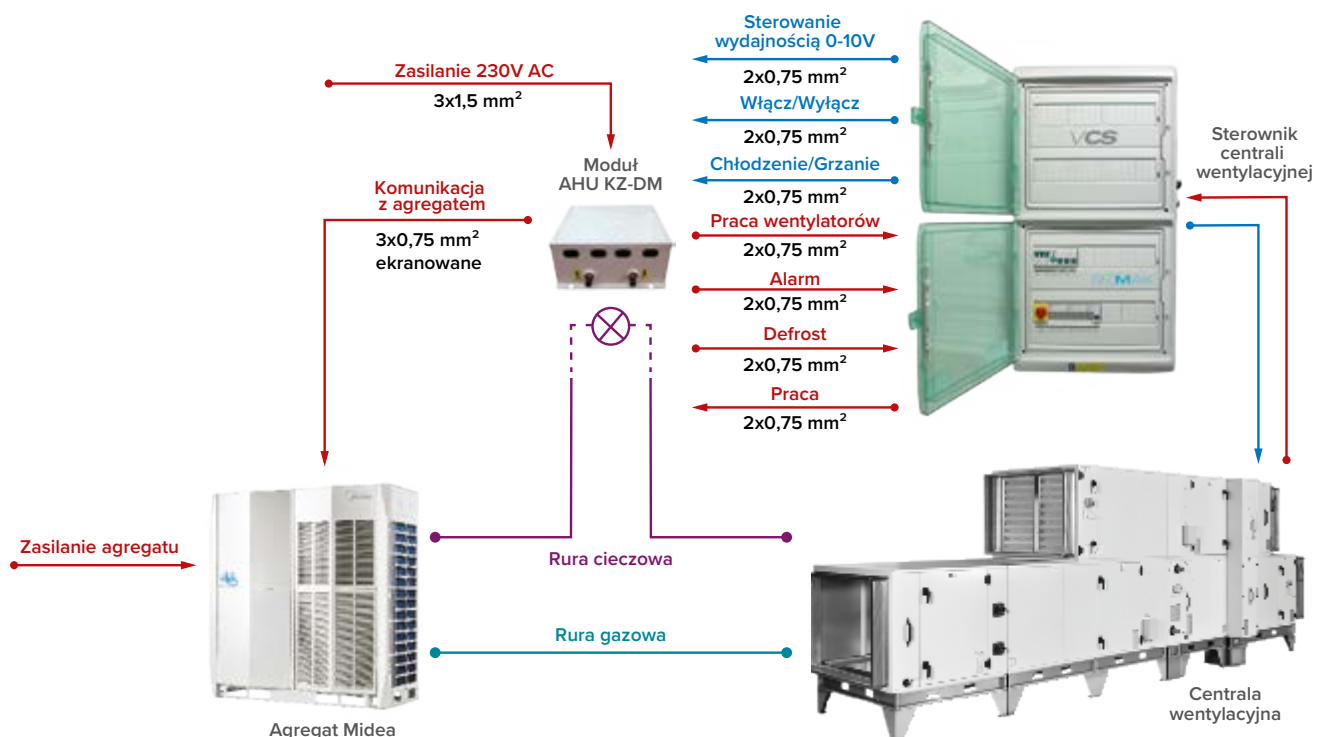 Sterowanie
wydajnością 0-10V
2x0,75 mm²
Zasilanie 230V AC
3x1,5 mm²
Włącz/Wyłącz
2x0,75 mm²
VCS
Sterownik
centrali
wentylacyjnej
Moduł
AHU KZ-DM
Chłodzenie/Grzanie
2x0,75 mm²
Komunikacja
z agregatem
3x0,75 mm²
ekranowane
Praca wentylatorów
2x0,75 mm²
Alarm
2x0,75 mm²
Defrost
2x0,75 mm²
Praca
2x0,75 mm²
Zasilanie agregatu
Rura cieczowa
Rura gazowa
Agregat Midea
Centrala
wentylacyjna